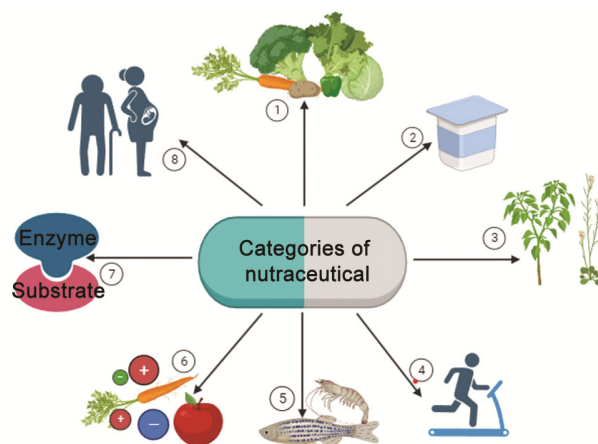 1
2
8
Categories of
nutraceutical
3
Enzyme
Substrate
7
6
5
4